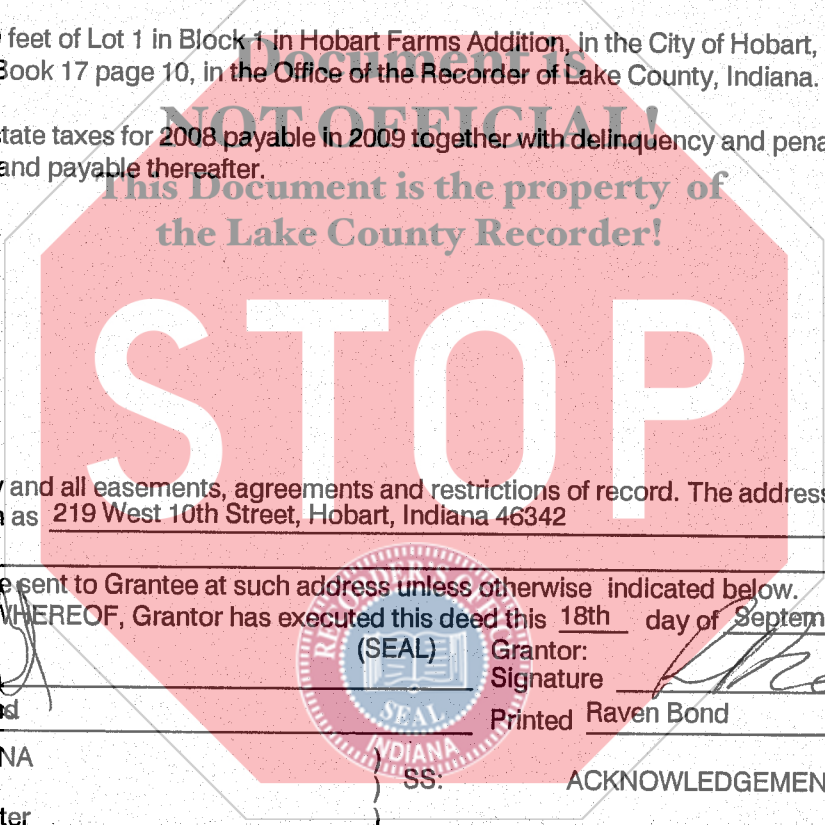 feet of Lot 1 in Block 1 in Hobart Farms Addition, in the City of Hobart,
Document is
Book 17 page 10, in the Office of the Recorder of Lake County, Indiana.
NOT OFFICIAL!
tate taxes for 2008 payable in 2009 together with delinquency and pena
and payable thereafter.
This Document is the property of
the Lake County Recorder!
STOP
y and all easements, agreements and restrictions of record. The address
n as 219 West 10th Street, Hobart, Indiana 46342
e sent to Grantee at such address unless otherwise indicated below.
WHEREOF, Grantor has executed this deed this 18th day of Septem
(SEAL) Grantor:
Signature
SEAL
INDIANA
Printed Raven Bond
NA
) SS: ACKNOWLEDGEMEN
ter )